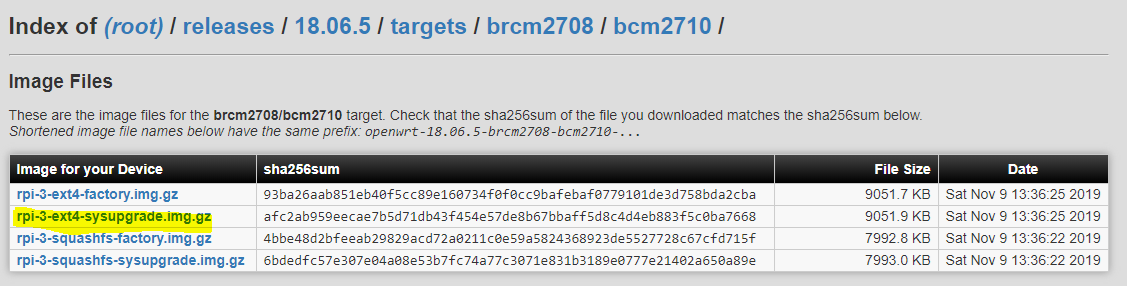 Index of (root) / releases / 18.06.5 / targets / brcm2708 / bcm2710 /
Image Files
These are the image files for the brcm2708/bcm2710 target. Check that the sha256sum of the file you downloaded matches the sha256sum below.
Shortened image file names below have the same prefix: openwrt-18.06.5-brcm2708-bcm2710-...
Image for your Device sha256sum File Size Date
rpi-3-ext4-factory.img.gz 93ba26aab851eb40f5cc89e160734f0f0cc9bafebaf0779101de3d758bda2cba 9051.7 KB Sat Nov 9 13:36:25 2019
rpi-3-ext4-sysupgrade.img.gz afc2ab959eecae7b5d71db43f454e57de8b67bbaff5d8c4d4eb883f5c0ba7668 9051.9 KB Sat Nov 9 13:36:25 2019
rpi-3-squashfs-factory.img.gz 4bbe48d2bfeeab29829acd72a0211c0e59a5824368923de5527728c67cfd715f 7992.8 KB Sat Nov 9 13:36:22 2019
rpi-3-squashfs-sysupgrade.img.gz 6bdedfc57e307e04a08e53b7fc74a77c3071e831b3189e0777e21402a650a89e 7993.0 KB Sat Nov 9 13:36:22 2019